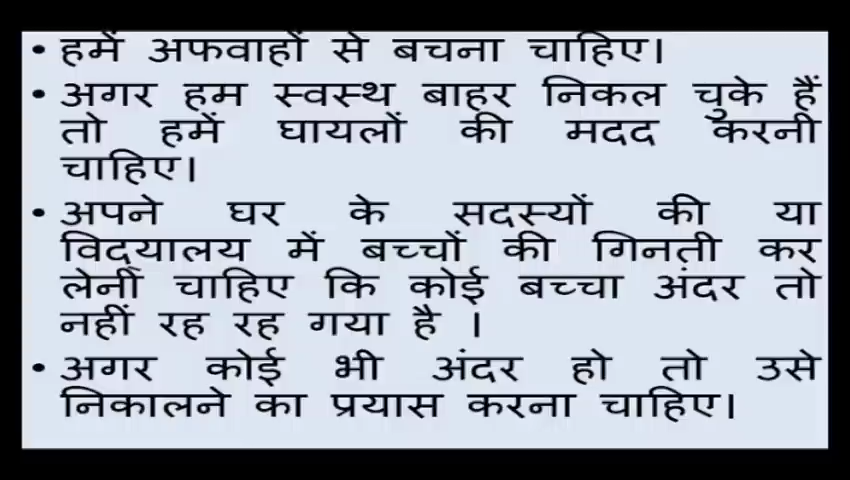 • हमें अफवाहों से बचना चाहिए।
• अगर हम स्वस्थ बाहर निकल चुके हैं
तो हमें घायलों की मदद करनी
चाहिए।
• अपने घर के सदस्यों की या
विद्यालय में बच्चों की गिनती कर
लेनी चाहिए कि कोई बच्चा अंदर तो
नहीं रह रह गया है ।
• अगर कोई भी अंदर हो तो उसे
निकालने का प्रयास करना चाहिए।